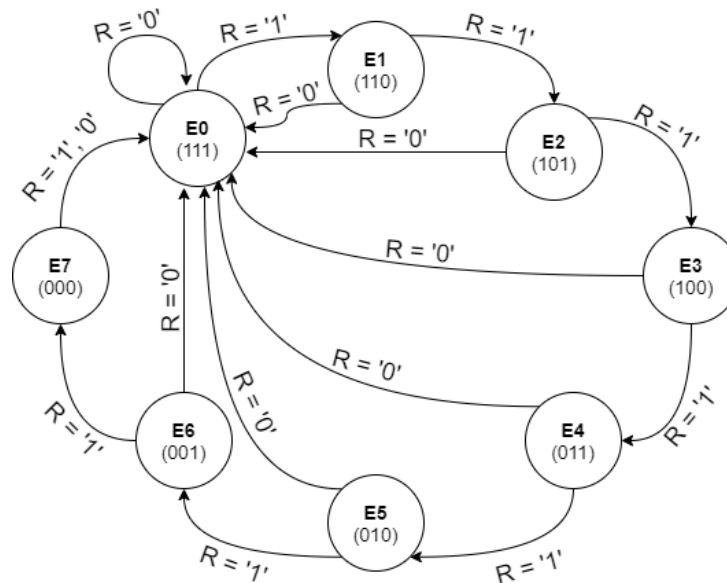 R = '0'
R = '1'
E1
(110)
R = '1'
R = '0'
E0
(111)
R = '0'
E2
(101)
R = '1'
R = '1', '0'
R = '0'
E7
(000)
R = '0'
E3
(100)
R = '0'
R = '0'
R = '1'
E6
(001)
R = '1'
E4
(011)
E5
(010)
R = '1'
R = '1'